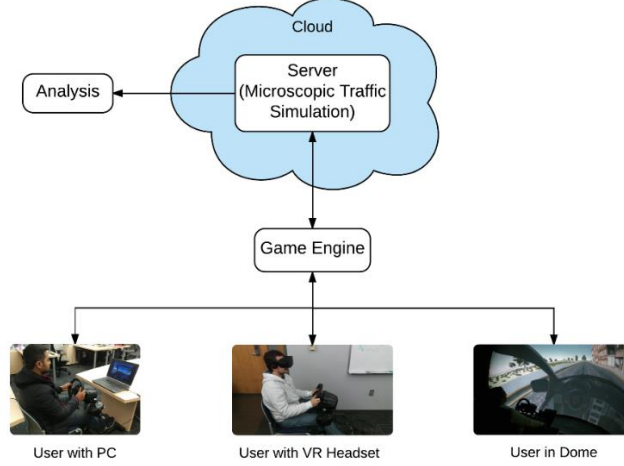 Cloud
Server
(Microscopic Traffic
Simulation)
Analysis
Game Engine
User with PC
User with VR Headset
User in Dome